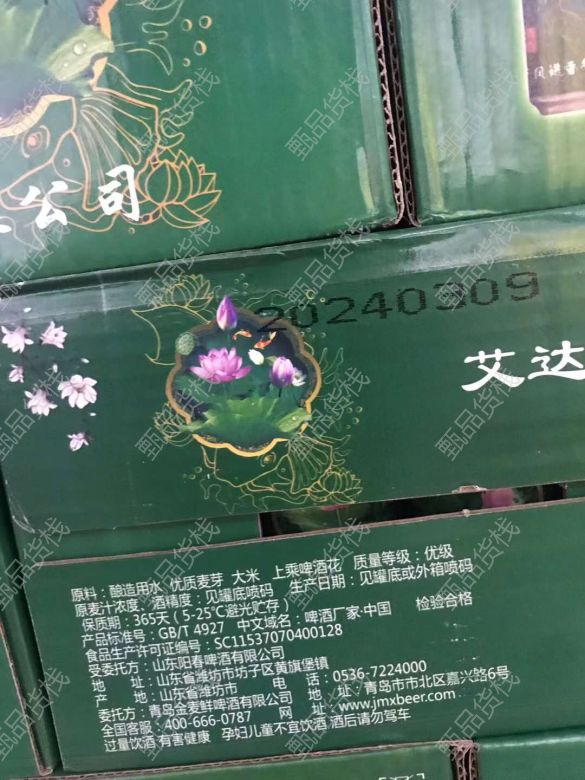 公司
20240309
艾达
原料：酿造用水 优质麦芽 大米 上乘啤酒花 质量等级：优级
原麦汁浓度、酒精度：见罐底喷码 生产日期：见罐底或外箱喷码
保质期：365天（5-25℃避光贮存）
产品标准号：GB/T 4927 中文域名：啤酒厂家·中国 检验合格
食品生产许可证编号：SC11537070400128
受委托方：山东阳春啤酒有限公司
地 址：山东省潍坊市坊子区黄旗堡镇
产 地：山东省潍坊市 电 话：0536-7224000
委托方：青岛金麦鲜啤酒有限公司 地 址：青岛市市北区嘉兴路6号
全国客服：400-666-0787 网 址：www.jmxbeer.com
过量饮酒 有害健康 孕妇儿童不宜饮酒 酒后请勿驾车
甄品货栈